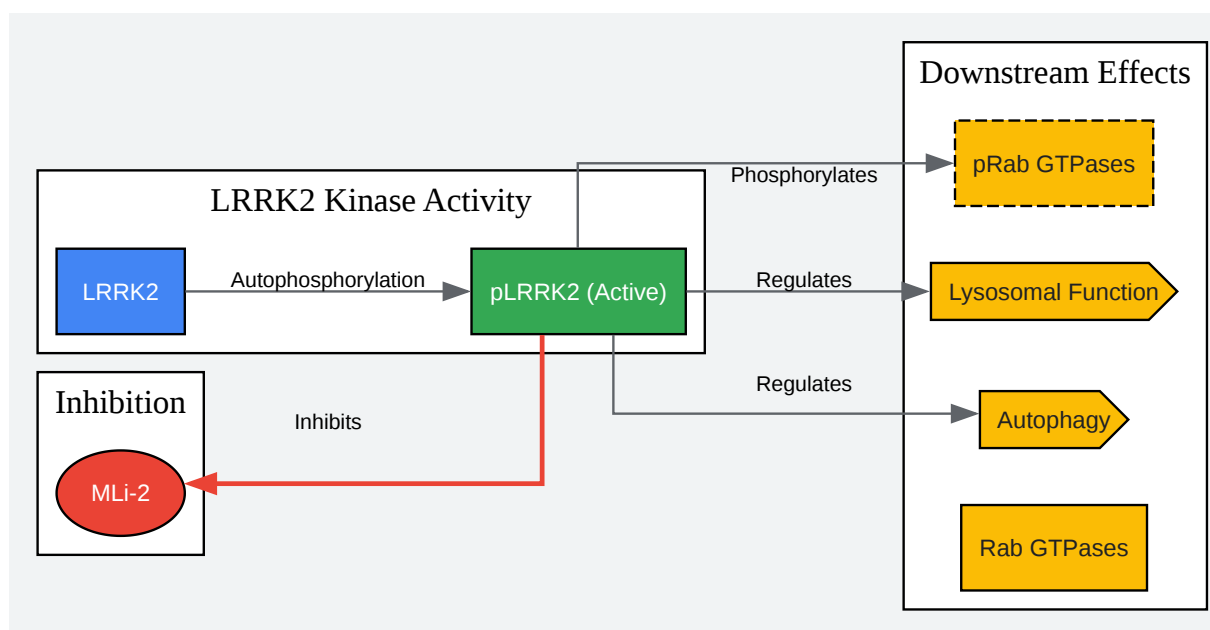 Downstream Effects
pRab GTPases
Phosphorylates
LRRK2 Kinase Activity
LRRK2
Autophosphorylation
pLRRK2 (Active)
Regulates
Lysosomal Function
Regulates
Autophagy
Inhibition
Inhibits
MLi-2
Rab GTPases